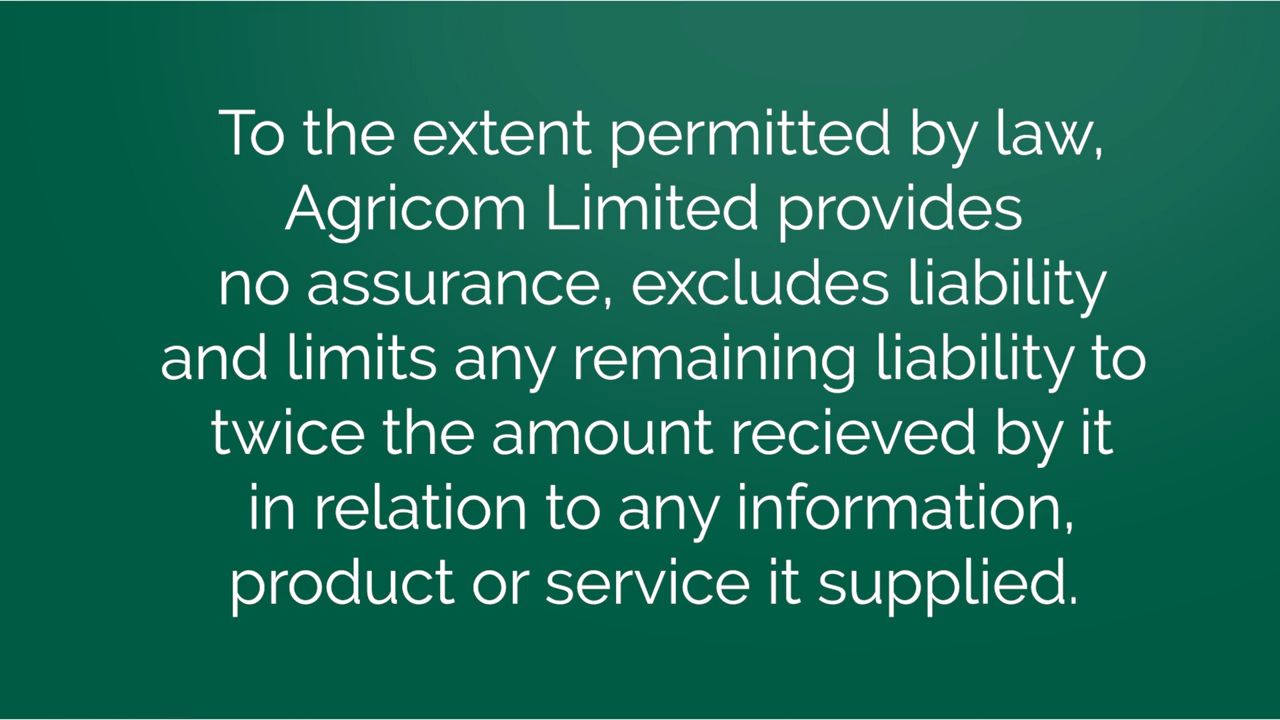 To the extent permitted by law,
Agricom Limited provides
no assurance, excludes liability
and limits any remaining liability to
twice the amount recieved by it
in relation to any information,
product or service it supplied.